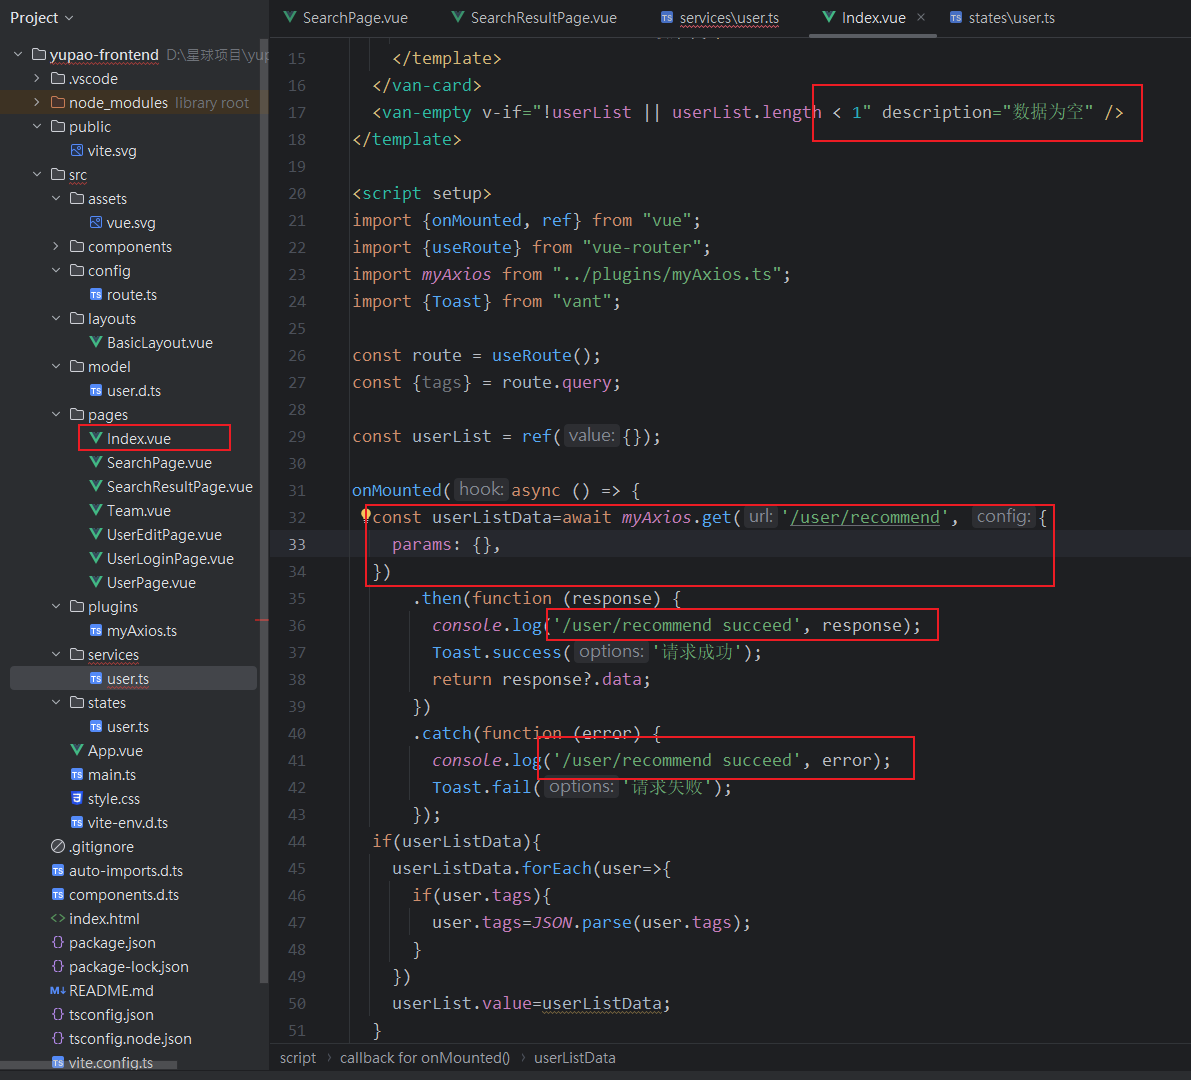 Project
SearchPage.vue
SearchResultPage.vue
services\user.ts
Index.vue
states\user.ts
yupao-frontend D:\星球项目\yup
.vscode
node_modules library root
public
vite.svg
src
assets
vue.svg
components
config
route.ts
layouts
BasicLayout.vue
model
user.d.ts
pages
Index.vue
SearchPage.vue
SearchResultPage.vue
Team.vue
UserEditPage.vue
UserLoginPage.vue
UserPage.vue
plugins
myAxios.ts
services
user.ts
states
user.ts
App.vue
main.ts
style.css
vite-env.d.ts
.gitignore
auto-imports.d.ts
components.d.ts
index.html
package.json
package-lock.json
README.md
tsconfig.json
tsconfig.node.json
vite.config.ts
15 </template>
16 </van-card>
17 <van-empty v-if="!userList || userList.length < 1" description="数据为空" />
18 </template>
19
20 <script setup>
21 import {onMounted, ref} from "vue";
22 import {useRoute} from "vue-router";
23 import myAxios from "../plugins/myAxios.ts";
24 import {Toast} from "vant";
25
26 const route = useRoute();
27 const {tags} = route.query;
28
29 const userList = ref( value: {});
30
31 onMounted( hook: async () => {
32 const userListData=await myAxios.get( url: '/user/recommend', config: {
33 params: {},
34 })
35 .then(function (response) {
36 console.log('/user/recommend succeed', response);
37 Toast.success( options: '请求成功');
38 return response?.data;
39 })
40 .catch(function (error) {
41 console.log('/user/recommend succeed', error);
42 Toast.fail( options: '请求失败');
43 });
44 if(userListData){
45 userListData.forEach(user=>{
46 if(user.tags){
47 user.tags=JSON.parse(user.tags);
48 }
49 })
50 userList.value=userListData;
51 }
script › callback for onMounted() › userListData